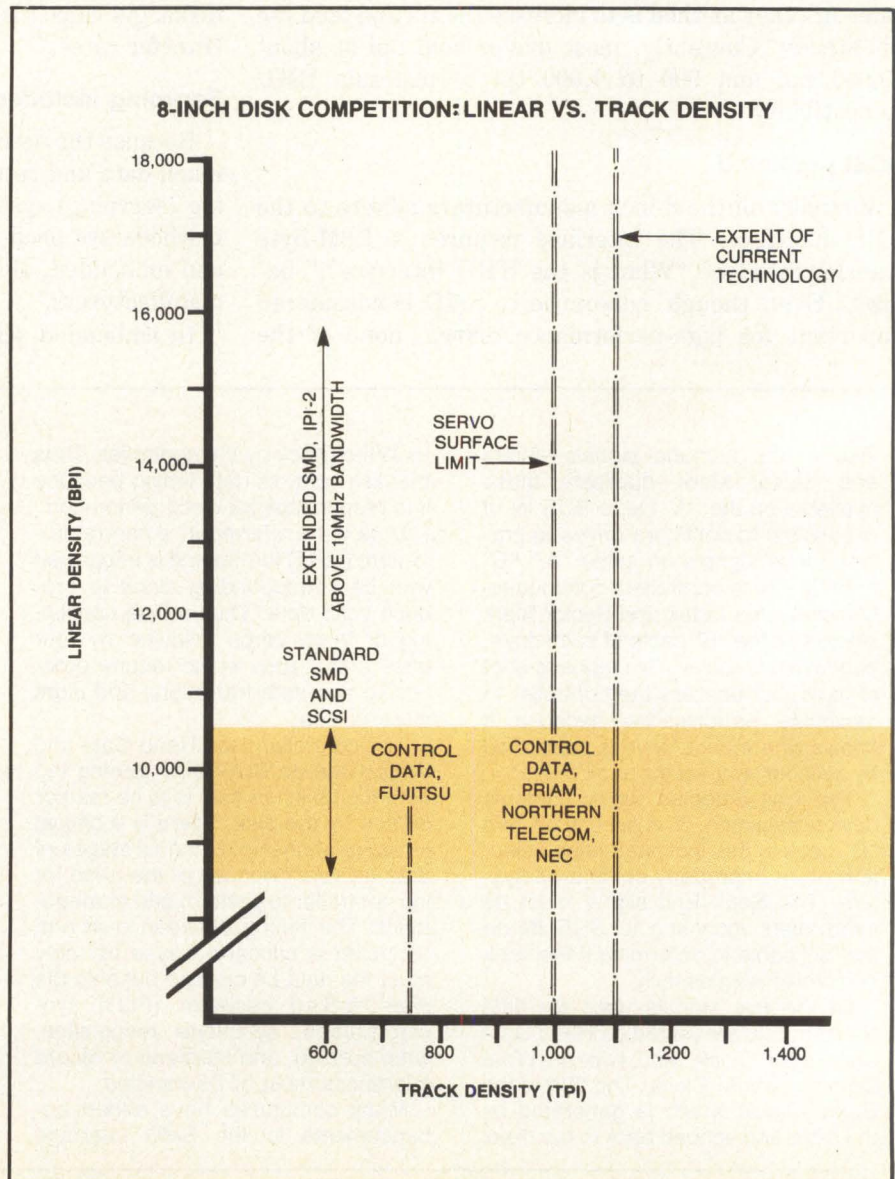 8-INCH DISK COMPETITION: LINEAR VS. TRACK DENSITY
18,000
16,000
14,000
12,000
10,000
LINEAR DENSITY (BPI)
EXTENDED SMD, IPI-2
ABOVE 10MHz BANDWIDTH
EXTENT OF
CURRENT
TECHNOLOGY
SERVO
SURFACE
LIMIT
STANDARD
SMD
AND
SCSI
CONTROL
DATA,
FUJITSU
CONTROL
DATA,
PRIAM,
NORTHERN
TELECOM,
NEC
600
800
1,000
1,200
1,400
TRACK DENSITY (TPI)